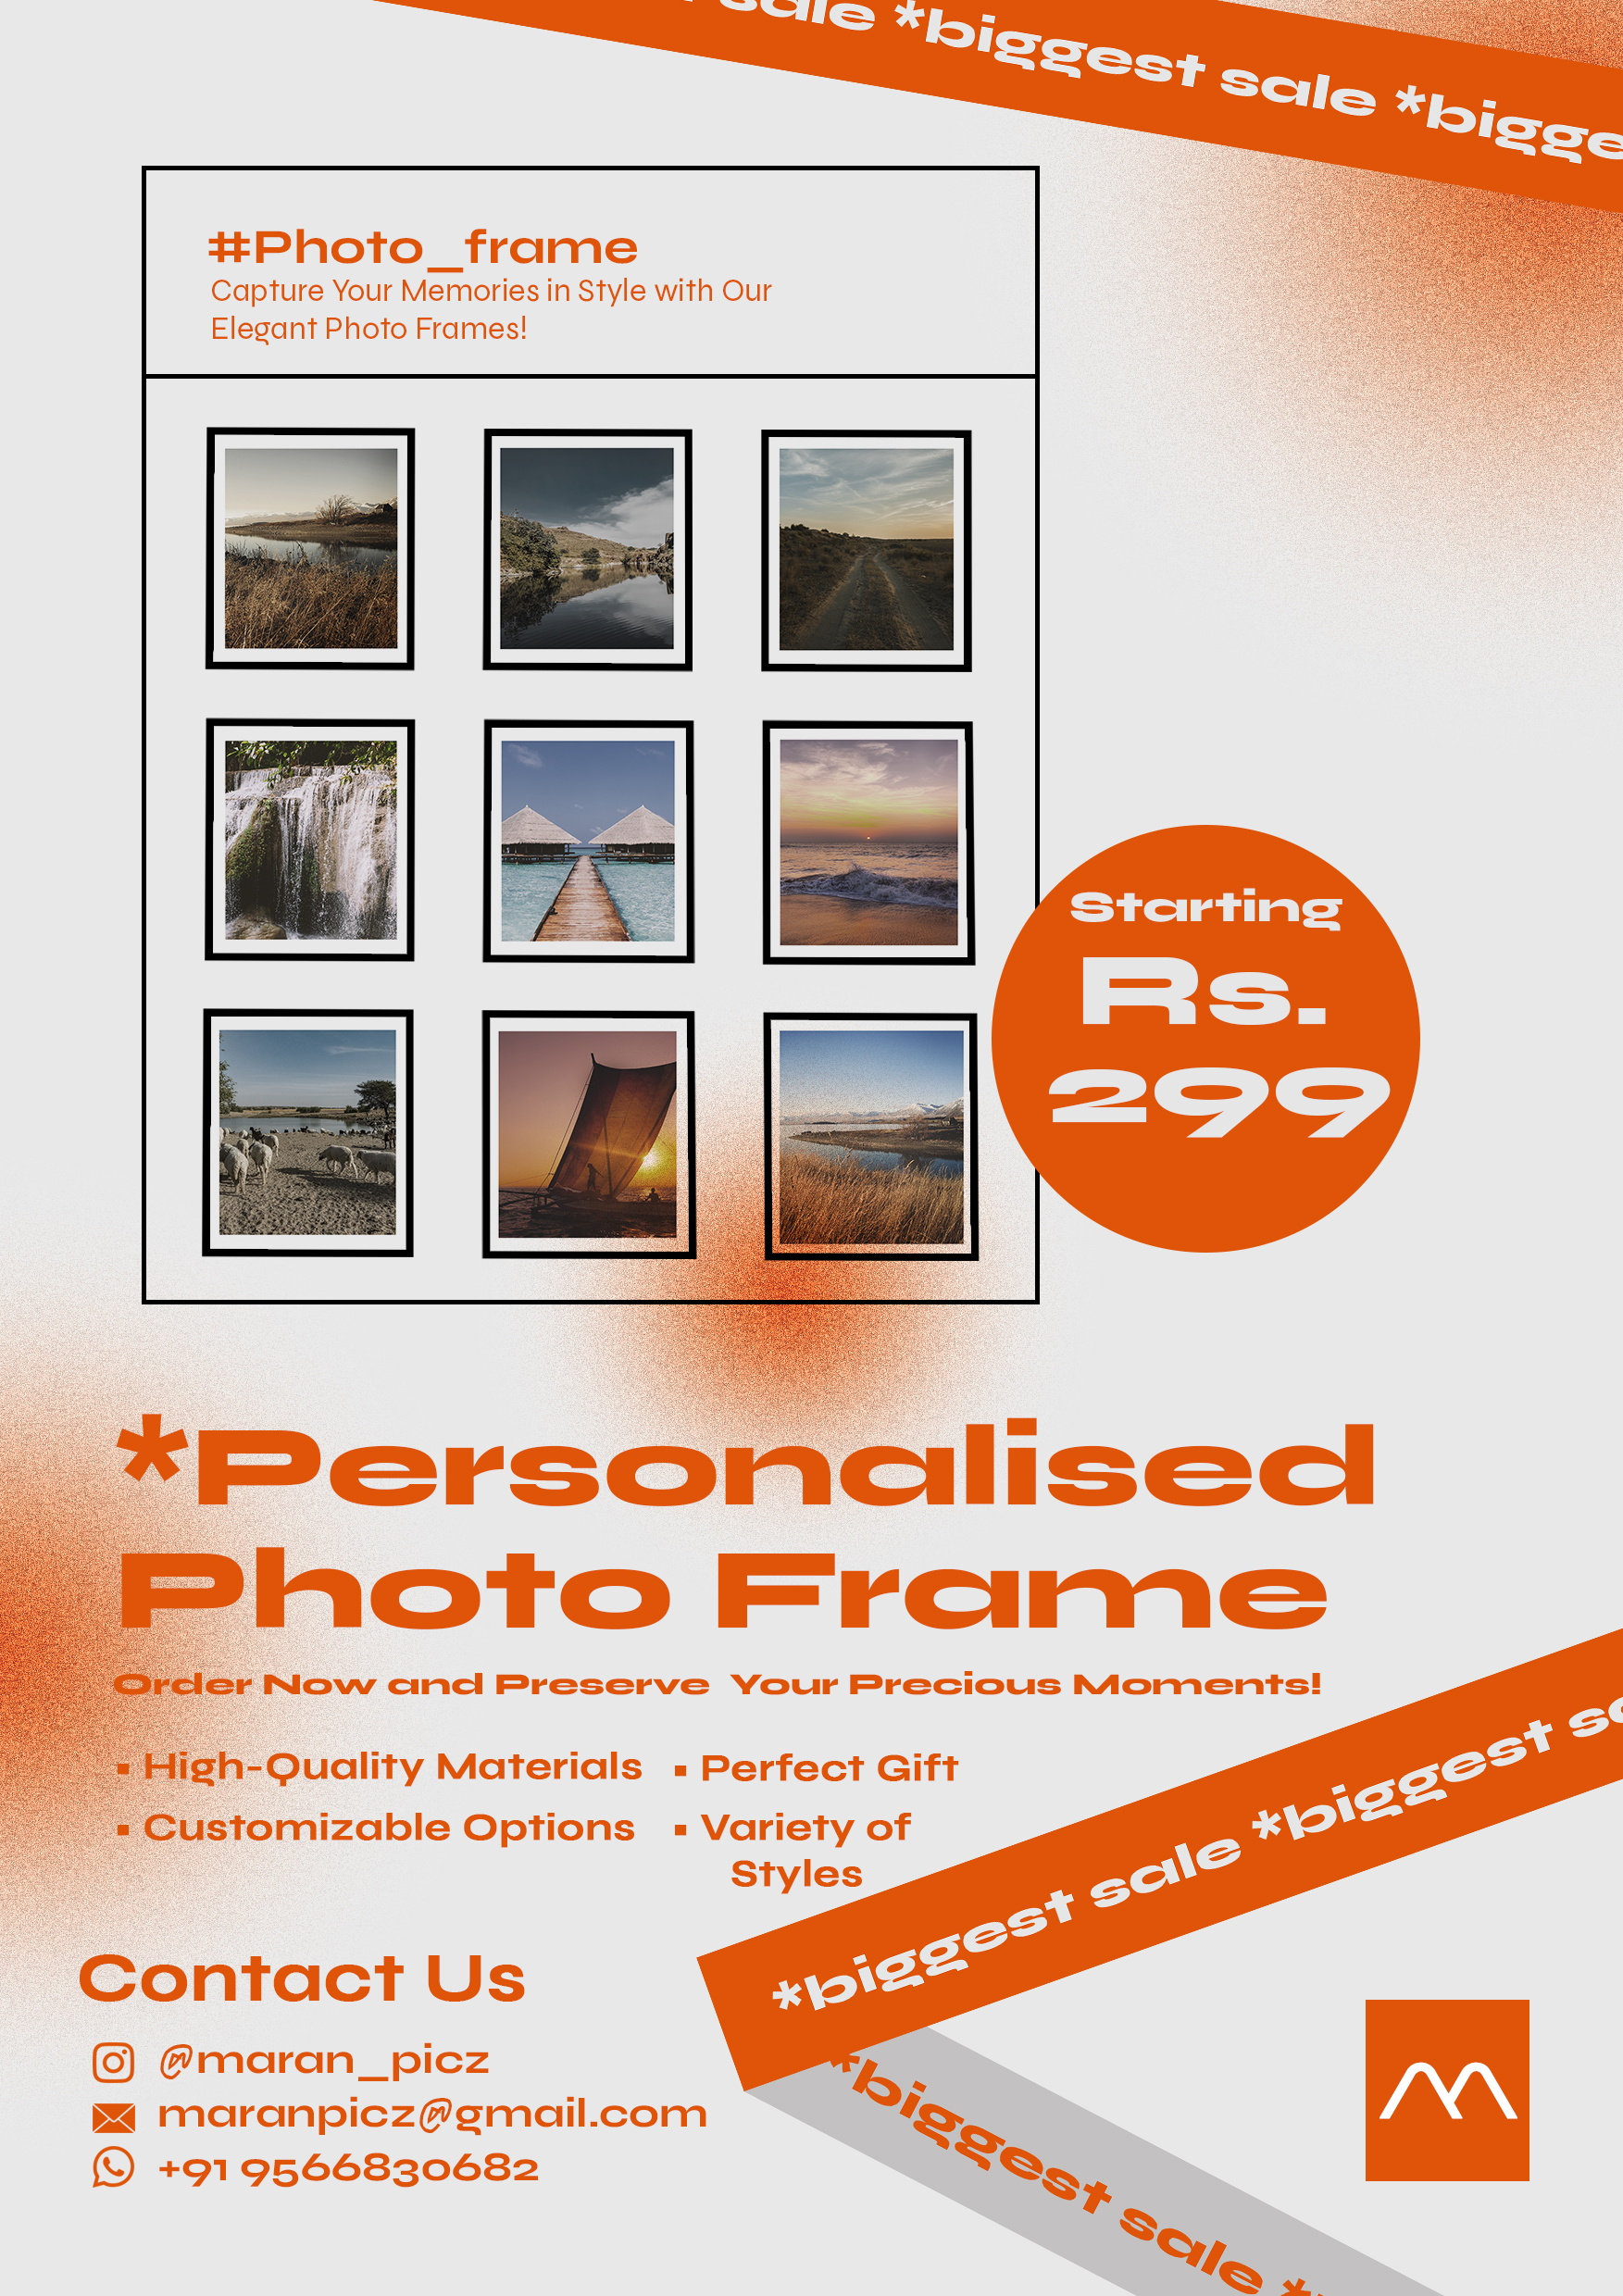 sale *biggest sale *bigge
#Photo_frame
Capture Your Memories in Style with Our
Elegant Photo Frames!
Starting
Rs.
299
*Personalised
Photo Frame
Order Now and Preserve Your Precious Moments!
▪ High-Quality Materials
▪ Customizable Options
▪ Perfect Gift
▪ Variety of
Styles
*biggest sale *biggest sa
*biggest sale *
Contact Us
@maran_picz
maranpicz@gmail.com
+91 9566830682